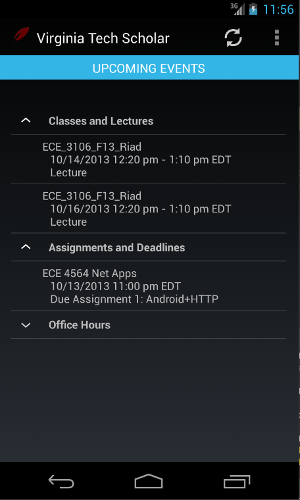 3G 11:56
Virginia Tech Scholar
UPCOMING EVENTS
Classes and Lectures
ECE_3106_F13_Riad
10/14/2013 12:20 pm - 1:10 pm EDT
Lecture
ECE_3106_F13_Riad
10/16/2013 12:20 pm - 1:10 pm EDT
Lecture
Assignments and Deadlines
ECE 4564 Net Apps
10/13/2013 11:00 pm EDT
Due Assignment 1: Android+HTTP
Office Hours